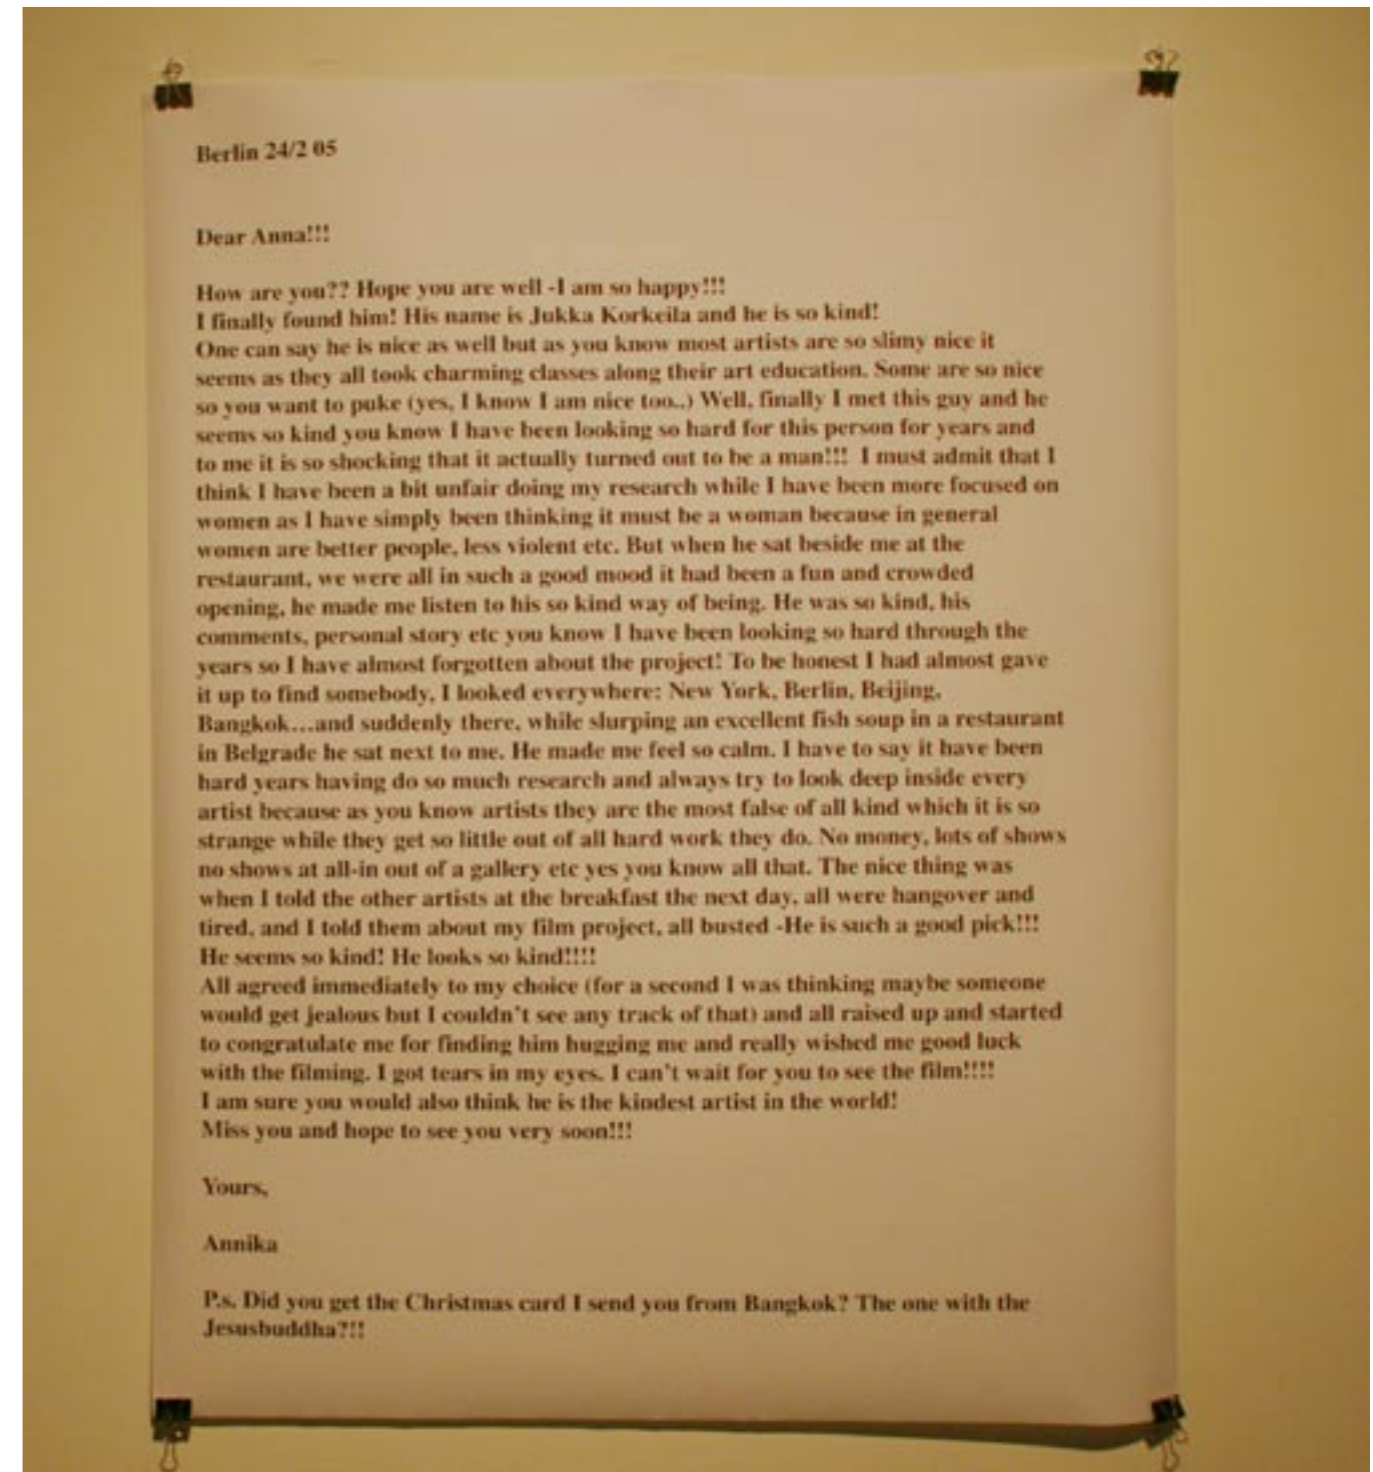 Berlin 24/2 05
Dear Anna!!!
How are you?? Hope you are well -I am so happy!!!
I finally found him! His name is Jukka Korkeila and he is so kind!
One can say he is nice as well but as you know most artists are so slimy nice it
seems as they all took charming classes along their art education. Some are so nice
so you want to puke (yes, I know I am nice too..) Well, finally I met this guy and he
seems so kind you know I have been looking so hard for this person for years and
to me it is so shocking that it actually turned out to be a man!!! I must admit that I
think I have been a bit unfair doing my research while I have been more focused on
women as I have simply been thinking it must be a woman because in general
women are better people, less violent etc. But when he sat beside me at the
restaurant, we were all in such a good mood it had been a fun and crowded
opening, he made me listen to his so kind way of being. He was so kind, his
comments, personal story etc you know I have been looking so hard through the
years so I have almost forgotten about the project! To be honest I had almost gave
it up to find somebody, I looked everywhere: New York, Berlin, Beijing,
Bangkok...and suddenly there, while slurping an excellent fish soup in a restaurant
in Belgrade he sat next to me. He made me feel so calm. I have to say it have been
hard years having do so much research and always try to look deep inside every
artist because as you know artists they are the most false of all kind which it is so
strange while they get so little out of all hard work they do. No money, lots of shows
no shows at all-in out of a gallery etc yes you know all that. The nice thing was
when I told the other artists at the breakfast the next day, all were hangover and
tired, and I told them about my film project, all busted -He is such a good pick!!!
He seems so kind! He looks so kind!!!!
All agreed immediately to my choice (for a second I was thinking maybe someone
would get jealous but I couldn't see any track of that) and all raised up and started
to congratulate me for finding him hugging me and really wished me good luck
with the filming. I got tears in my eyes. I can't wait for you to see the film!!!!
I am sure you would also think he is the kindest artist in the world!
Miss you and hope to see you very soon!!!
Yours,
Annika
P.s. Did you get the Christmas card I send you from Bangkok? The one with the
Jesusbuddha?!!